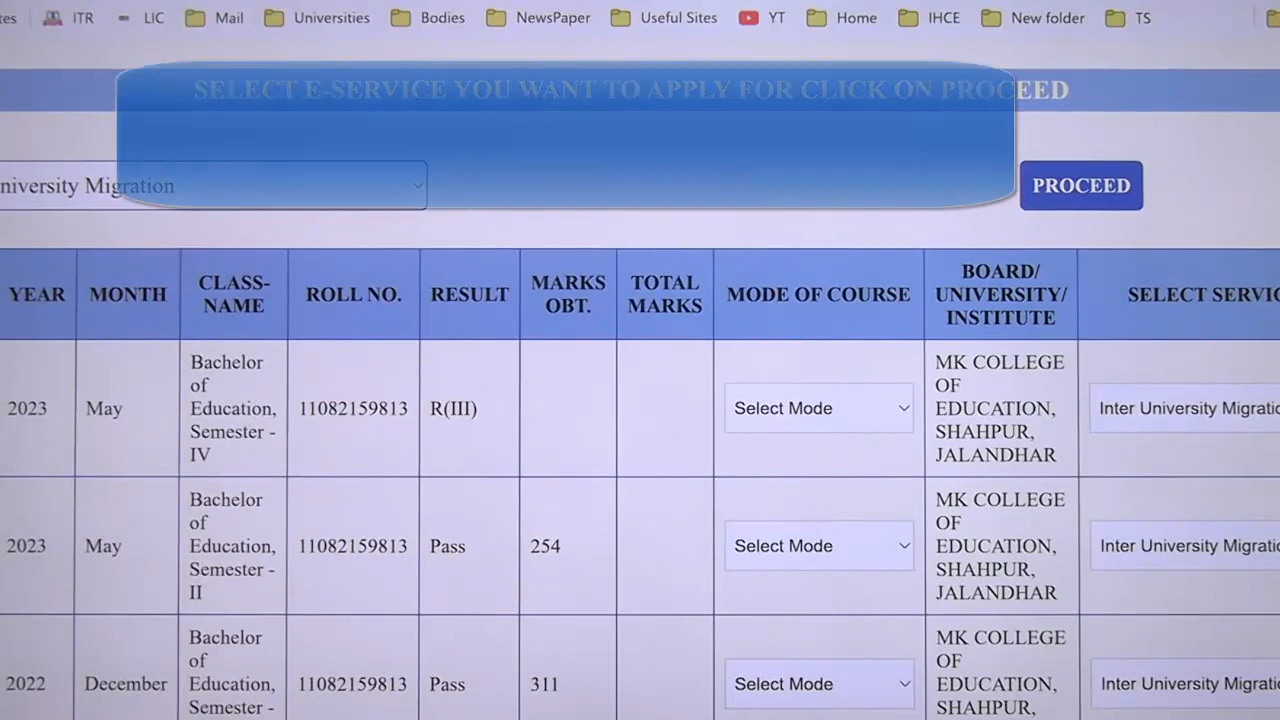 tes ITR LIC Mail Universities Bodies NewsPaper Useful Sites YT Home IHCE New folder TS
SELECT E-SERVICE YOU WANT TO APPLY FOR CLICK ON PROCEED
niversity Migration
PROCEED
YEAR MONTH CLASS-NAME ROLL NO. RESULT MARKS OBT. TOTAL MARKS MODE OF COURSE BOARD/ UNIVERSITY/ INSTITUTE SELECT SERVIC
2023 May Bachelor of Education, Semester - IV 11082159813 R(III) Select Mode MK COLLEGE OF EDUCATION, SHAHPUR, JALANDHAR Inter University Migratio
2023 May Bachelor of Education, Semester - II 11082159813 Pass 254 Select Mode MK COLLEGE OF EDUCATION, SHAHPUR, JALANDHAR Inter University Migratio
2022 December Bachelor of Education, Semester - 11082159813 Pass 311 Select Mode MK COLLEGE OF EDUCATION, SHAHPUR, Inter University Migratio